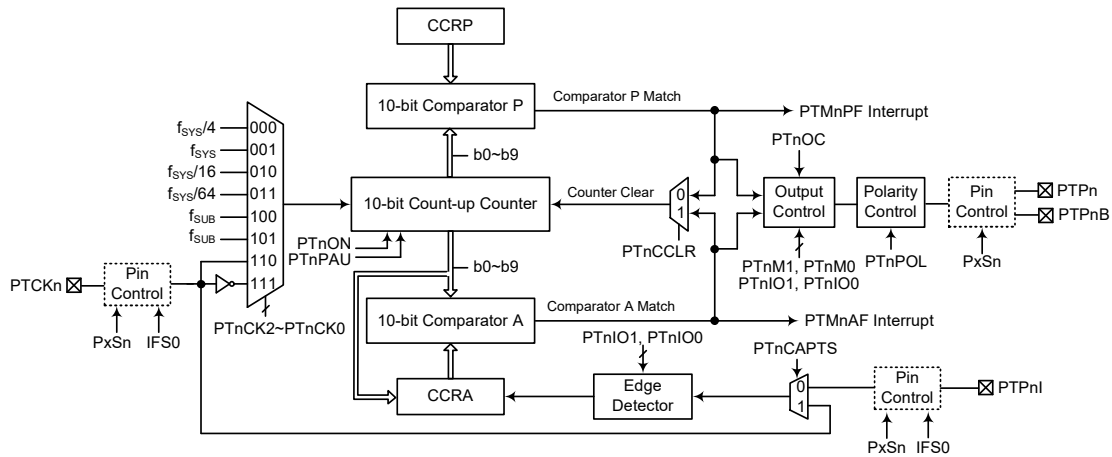 CCRP
10-bit Comparator P
Comparator P Match
PTMnPF Interrupt
fSYS/4
000
fSYS
001
fSYS/16
010
fSYS/64
011
fSUB
100
fSUB
101
110
111
b0~b9
10-bit Count-up Counter
Counter Clear
0
1
PTnCCLR
PTnOC
Output
Control
PTnM1, PTnM0
PTnIO1, PTnIO0
Polarity
Control
PTnPOL
Pin
Control
PxSn
PTPn
PTPnB
PTnON
PTnPAU
b0~b9
PTCKn
Pin
Control
PxSn
IFS0
PTnCK2~PTnCK0
10-bit Comparator A
Comparator A Match
PTMnAF Interrupt
CCRA
PTnIO1, PTnIO0
Edge
Detector
PTnCAPTS
0
1
Pin
Control
PTPnI
PxSn
IFS0